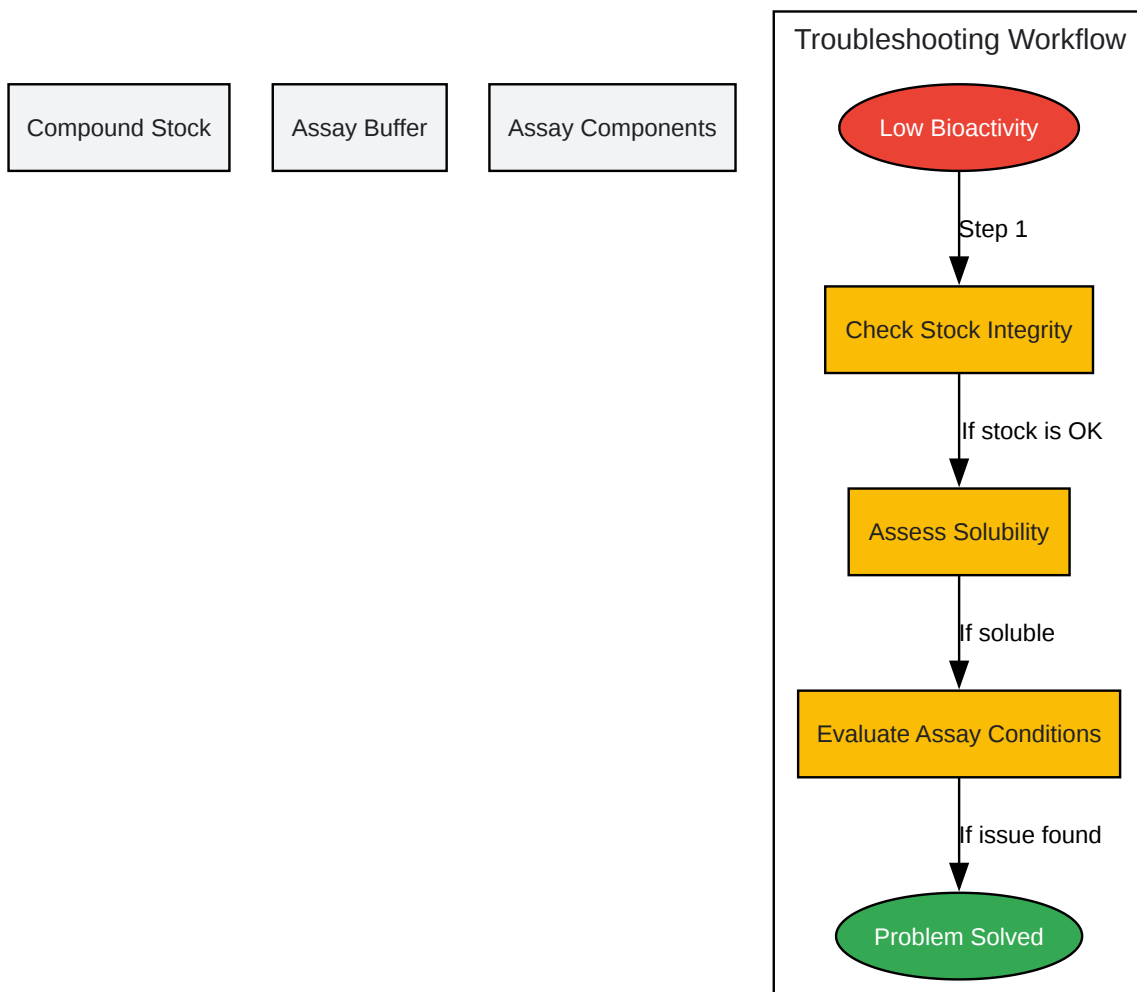 Troubleshooting Workflow
Compound Stock
Assay Buffer
Assay Components
Low Bioactivity
Step 1
Check Stock Integrity
If stock is OK
Assess Solubility
If soluble
Evaluate Assay Conditions
If issue found
Problem Solved